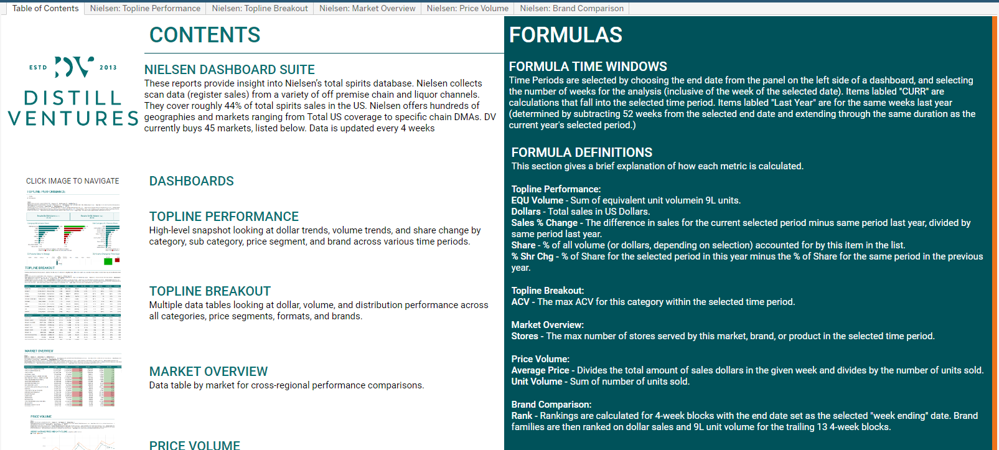 Table of Contents
Nielsen: Topline Performance
Nielsen: Topline Breakout
Nielsen: Market Overview
Nielsen: Price Volume
Nielsen: Brand Comparison
ESTD DV 2013
DISTILL
VENTURES
CONTENTS
NIELSEN DASHBOARD SUITE
These reports provide insight into Nielsen's total spirits database. Nielsen collects
scan data (register sales) from a variety of off premise chain and liquor channels.
They cover roughly 44% of total spirits sales in the US. Nielsen offers hundreds of
geographies and markets ranging from Total US coverage to specific chain DMAs. DV
currently buys 45 markets, listed below. Data is updated every 4 weeks
CLICK IMAGE TO NAVIGATE
TOPLINE PERFORMANCE
TOPLINE BREAKOUT
MARKET OVERVIEW
PRICE VOLUME
DASHBOARDS
TOPLINE PERFORMANCE
High-level snapshot looking at dollar trends, volume trends, and share change by
category, sub category, price segment, and brand across various time periods.
TOPLINE BREAKOUT
Multiple data tables looking at dollar, volume, and distribution performance across
all categories, price segments, formats, and brands.
MARKET OVERVIEW
Data table by market for cross-regional performance comparisons.
PRICE VOLUME
FORMULAS
FORMULA TIME WINDOWS
Time Periods are selected by choosing the end date from the panel on the left side of a dashboard, and selecting
the number of weeks for the analysis (inclusive of the week of the selected date). Items labled "CURR" are
calculations that fall into the selected time period. Items labled "Last Year" are for the same weeks last year
(determined by subtracting 52 weeks from the selected end date and extending through the same duration as the
current year's selected period.)
FORMULA DEFINITIONS
This section gives a brief explanation of how each metric is calculated.
Topline Performance:
EQU Volume - Sum of equivalent unit volumein 9L units.
Dollars - Total sales in US Dollars.
Sales % Change - The difference in sales for the current selected period minus same period last year, divided by
same period last year.
Share - % of all volume (or dollars, depending on selection) accounted for by this item in the list.
% Shr Chg - % of Share for the selected period in this year minus the % of Share for the same period in the previous
year.
Topline Breakout:
ACV - The max ACV for this category within the selected time period.
Market Overview:
Stores - The max number of stores served by this market, brand, or product in the selected time period.
Price Volume:
Average Price - Divides the total amount of sales dollars in the given week and divides by the number of units sold.
Unit Volume - Sum of number of units sold.
Brand Comparison:
Rank - Rankings are calculated for 4-week blocks with the end date set as the selected "week ending" date. Brand
families are then ranked on dollar sales and 9L unit volume for the trailing 13 4-week blocks.